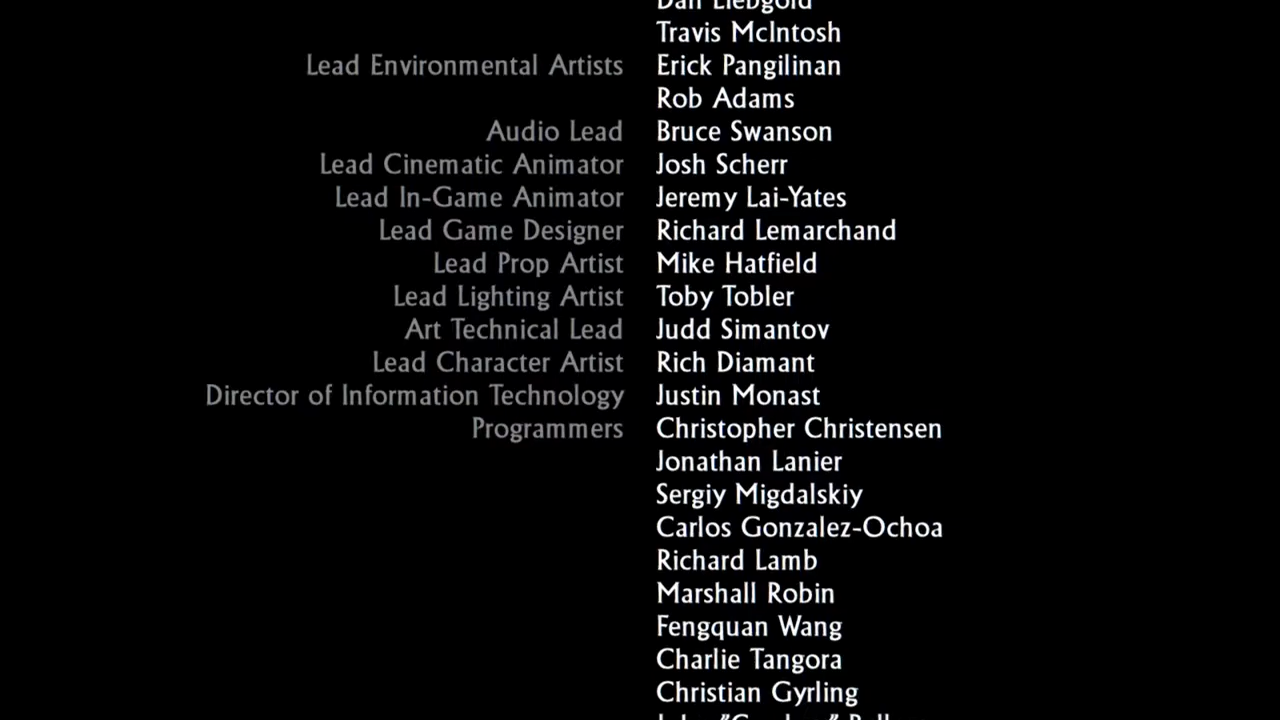 Dan Liebgold
Travis McIntosh
Lead Environmental Artists Erick Pangilinan
Rob Adams
Audio Lead Bruce Swanson
Lead Cinematic Animator Josh Scherr
Lead In-Game Animator Jeremy Lai-Yates
Lead Game Designer Richard Lemarchand
Lead Prop Artist Mike Hatfield
Lead Lighting Artist Toby Tobler
Art Technical Lead Judd Simantov
Lead Character Artist Rich Diamant
Director of Information Technology Justin Monast
Programmers Christopher Christensen
Jonathan Lanier
Sergiy Migdalskiy
Carlos Gonzalez-Ochoa
Richard Lamb
Marshall Robin
Fengquan Wang
Charlie Tangora
Christian Gyrling